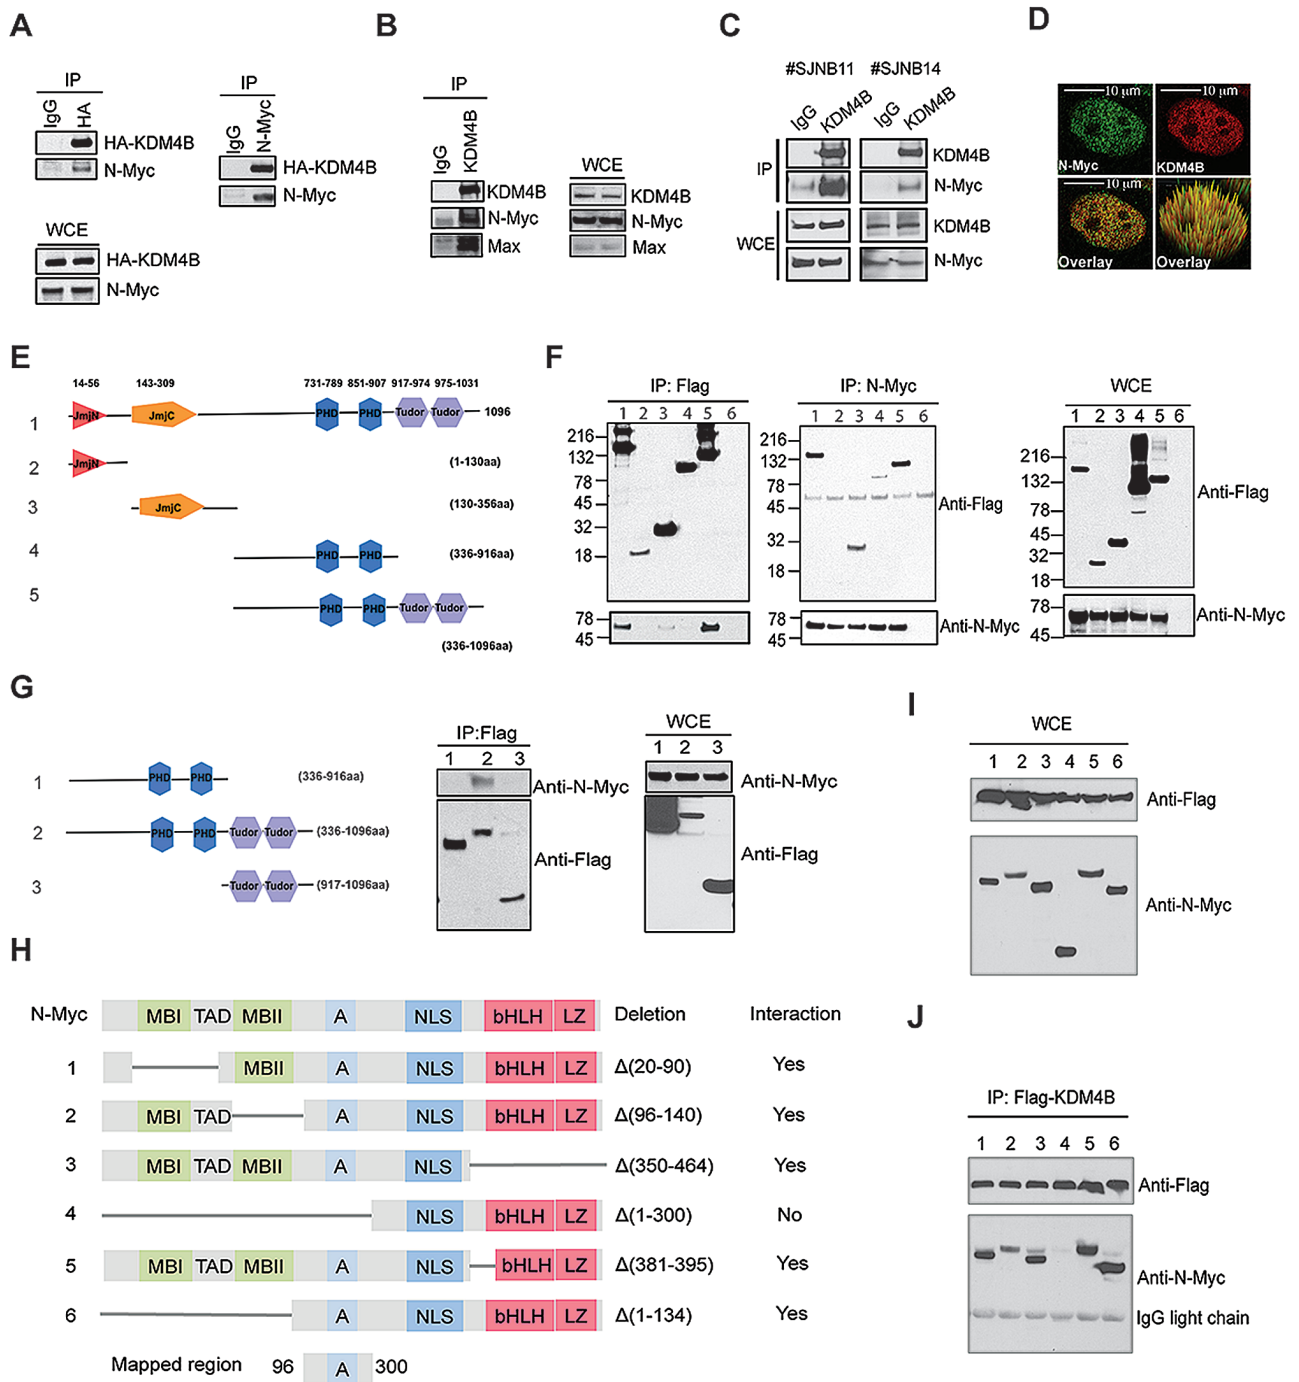 A
IP
IgG
HA
HA-KDM4B
N-Myc
IP
IgG
N-Myc
HA-KDM4B
N-Myc
WCE
HA-KDM4B
N-Myc
B
IP
IgG
KDM4B
KDM4B
N-Myc
Max
WCE
KDM4B
N-Myc
Max
C
#SJNB11 #SJNB14
IgG KDM4B IgG KDM4B
IP
KDM4B
N-Myc
WCE
KDM4B
N-Myc
D
10 µm 10 µm
N-Myc KDM4B
10 µm
Overlay Overlay
E
14-56 143-309 731-789 851-907 917-974 975-1031
1 JmjN JmjC PHD PHD Tudor Tudor 1096
2 JmjN (1-130aa)
3 JmjC (130-356aa)
4 PHD PHD (336-916aa)
5 PHD PHD Tudor Tudor
(336-1096aa)
F
IP: Flag
1 2 3 4 5 6
216
132
78
45
32
18
78
45
IP: N-Myc
1 2 3 4 5 6
216
132
78
45
32
18
Anti-Flag
78
45
Anti-N-Myc
WCE
1 2 3 4 5 6
216
132
78
45
32
18
Anti-Flag
78
45
Anti-N-Myc
G
1 PHD PHD (336-916aa)
2 PHD PHD Tudor Tudor (336-1096aa)
3 Tudor Tudor (917-1096aa)
IP:Flag
1 2 3
Anti-N-Myc
Anti-Flag
WCE
1 2 3
Anti-N-Myc
Anti-Flag
H
N-Myc MBI TAD MBII A NLS bHLH LZ Deletion Interaction
1 MBII A NLS bHLH LZ Δ(20-90) Yes
2 MBI TAD A NLS bHLH LZ Δ(96-140) Yes
3 MBI TAD MBII A NLS Δ(350-464) Yes
4 NLS bHLH LZ Δ(1-300) No
5 MBI TAD MBII A NLS bHLH LZ Δ(381-395) Yes
6 A NLS bHLH LZ Δ(1-134) Yes
Mapped region 96 A 300
I
WCE
1 2 3 4 5 6
Anti-Flag
Anti-N-Myc
J
IP: Flag-KDM4B
1 2 3 4 5 6
Anti-Flag
Anti-N-Myc
IgG light chain